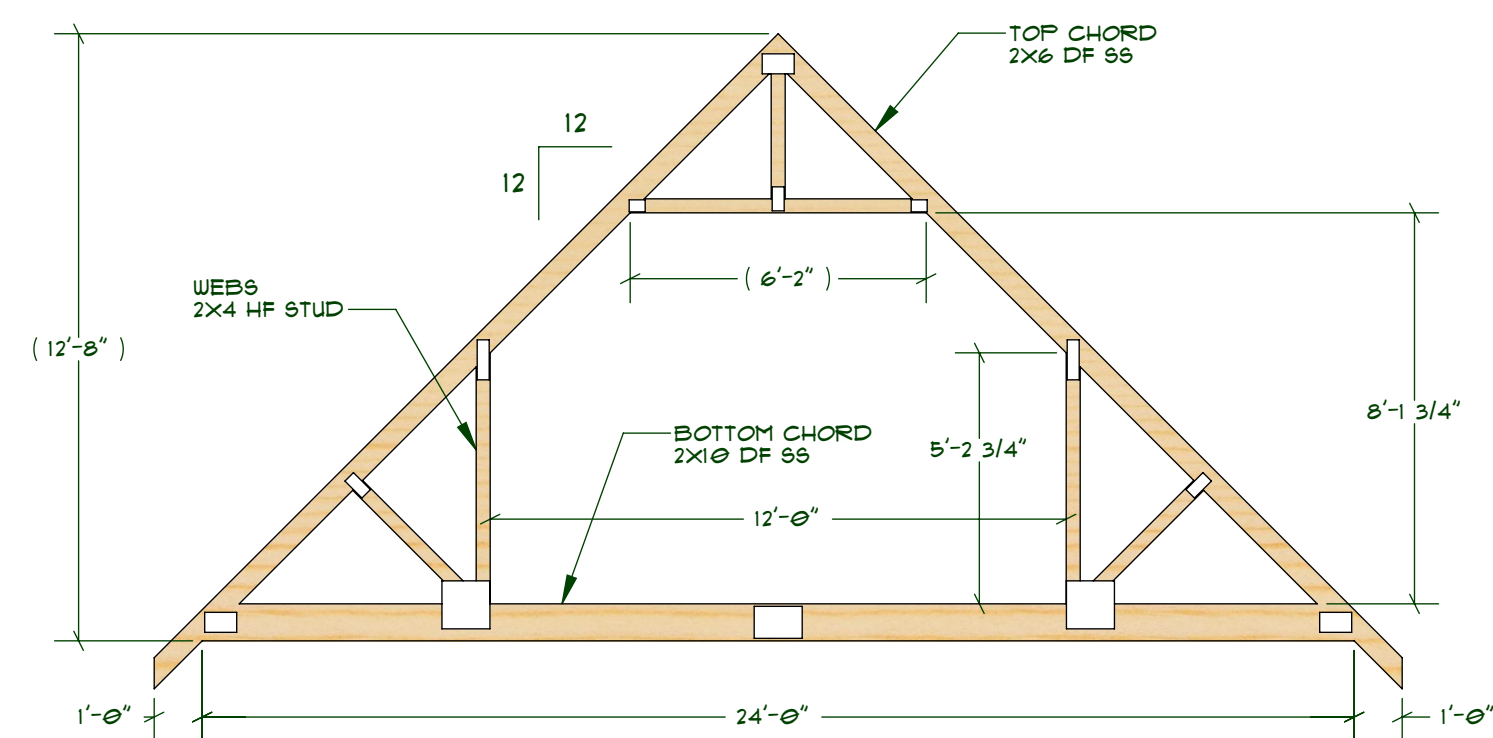 TOP CHORD
2X6 DF SS
12
12
( 6'-2" )
WEBS
2X4 HF STUD
( 12'-8" )
8'-1 3/4"
BOTTOM CHORD
2X10 DF SS
5'-2 3/4"
12'-0"
1'-0"
24'-0"
1'-0"